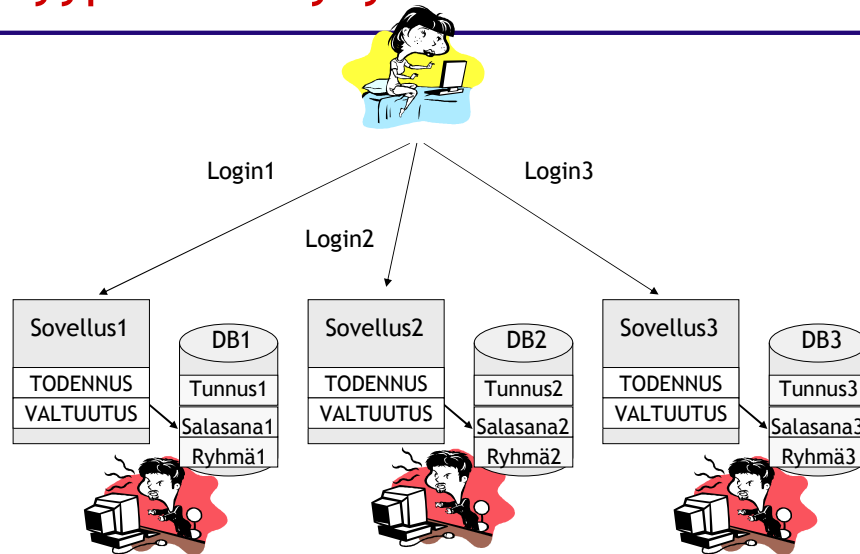 Login1
Login3
Login2
Sovellus1
DB1
TODENNUS
VALTUUTUS
Tunnus1
Salasana1
Ryhmä1
Sovellus2
DB2
TODENNUS
VALTUUTUS
Tunnus2
Salasana2
Ryhmä2
Sovellus3
DB3
TODENNUS
VALTUUTUS
Tunnus3
Salasana3
Ryhmä3